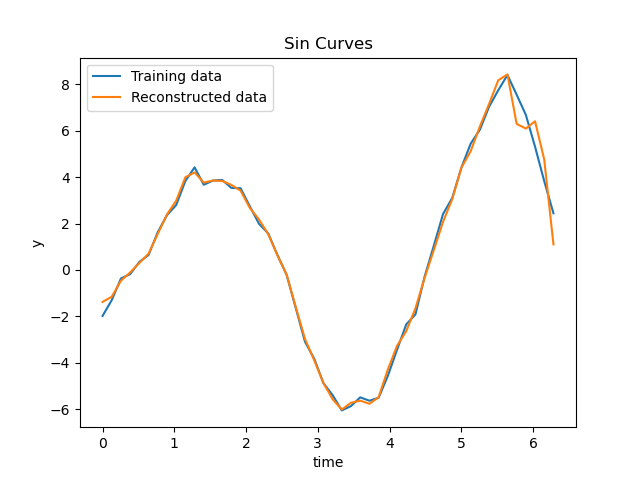 Sin Curves
Training data
Reconstructed data
y
8
6
4
2
0
−2
−4
−6
0 1 2 3 4 5 6
time